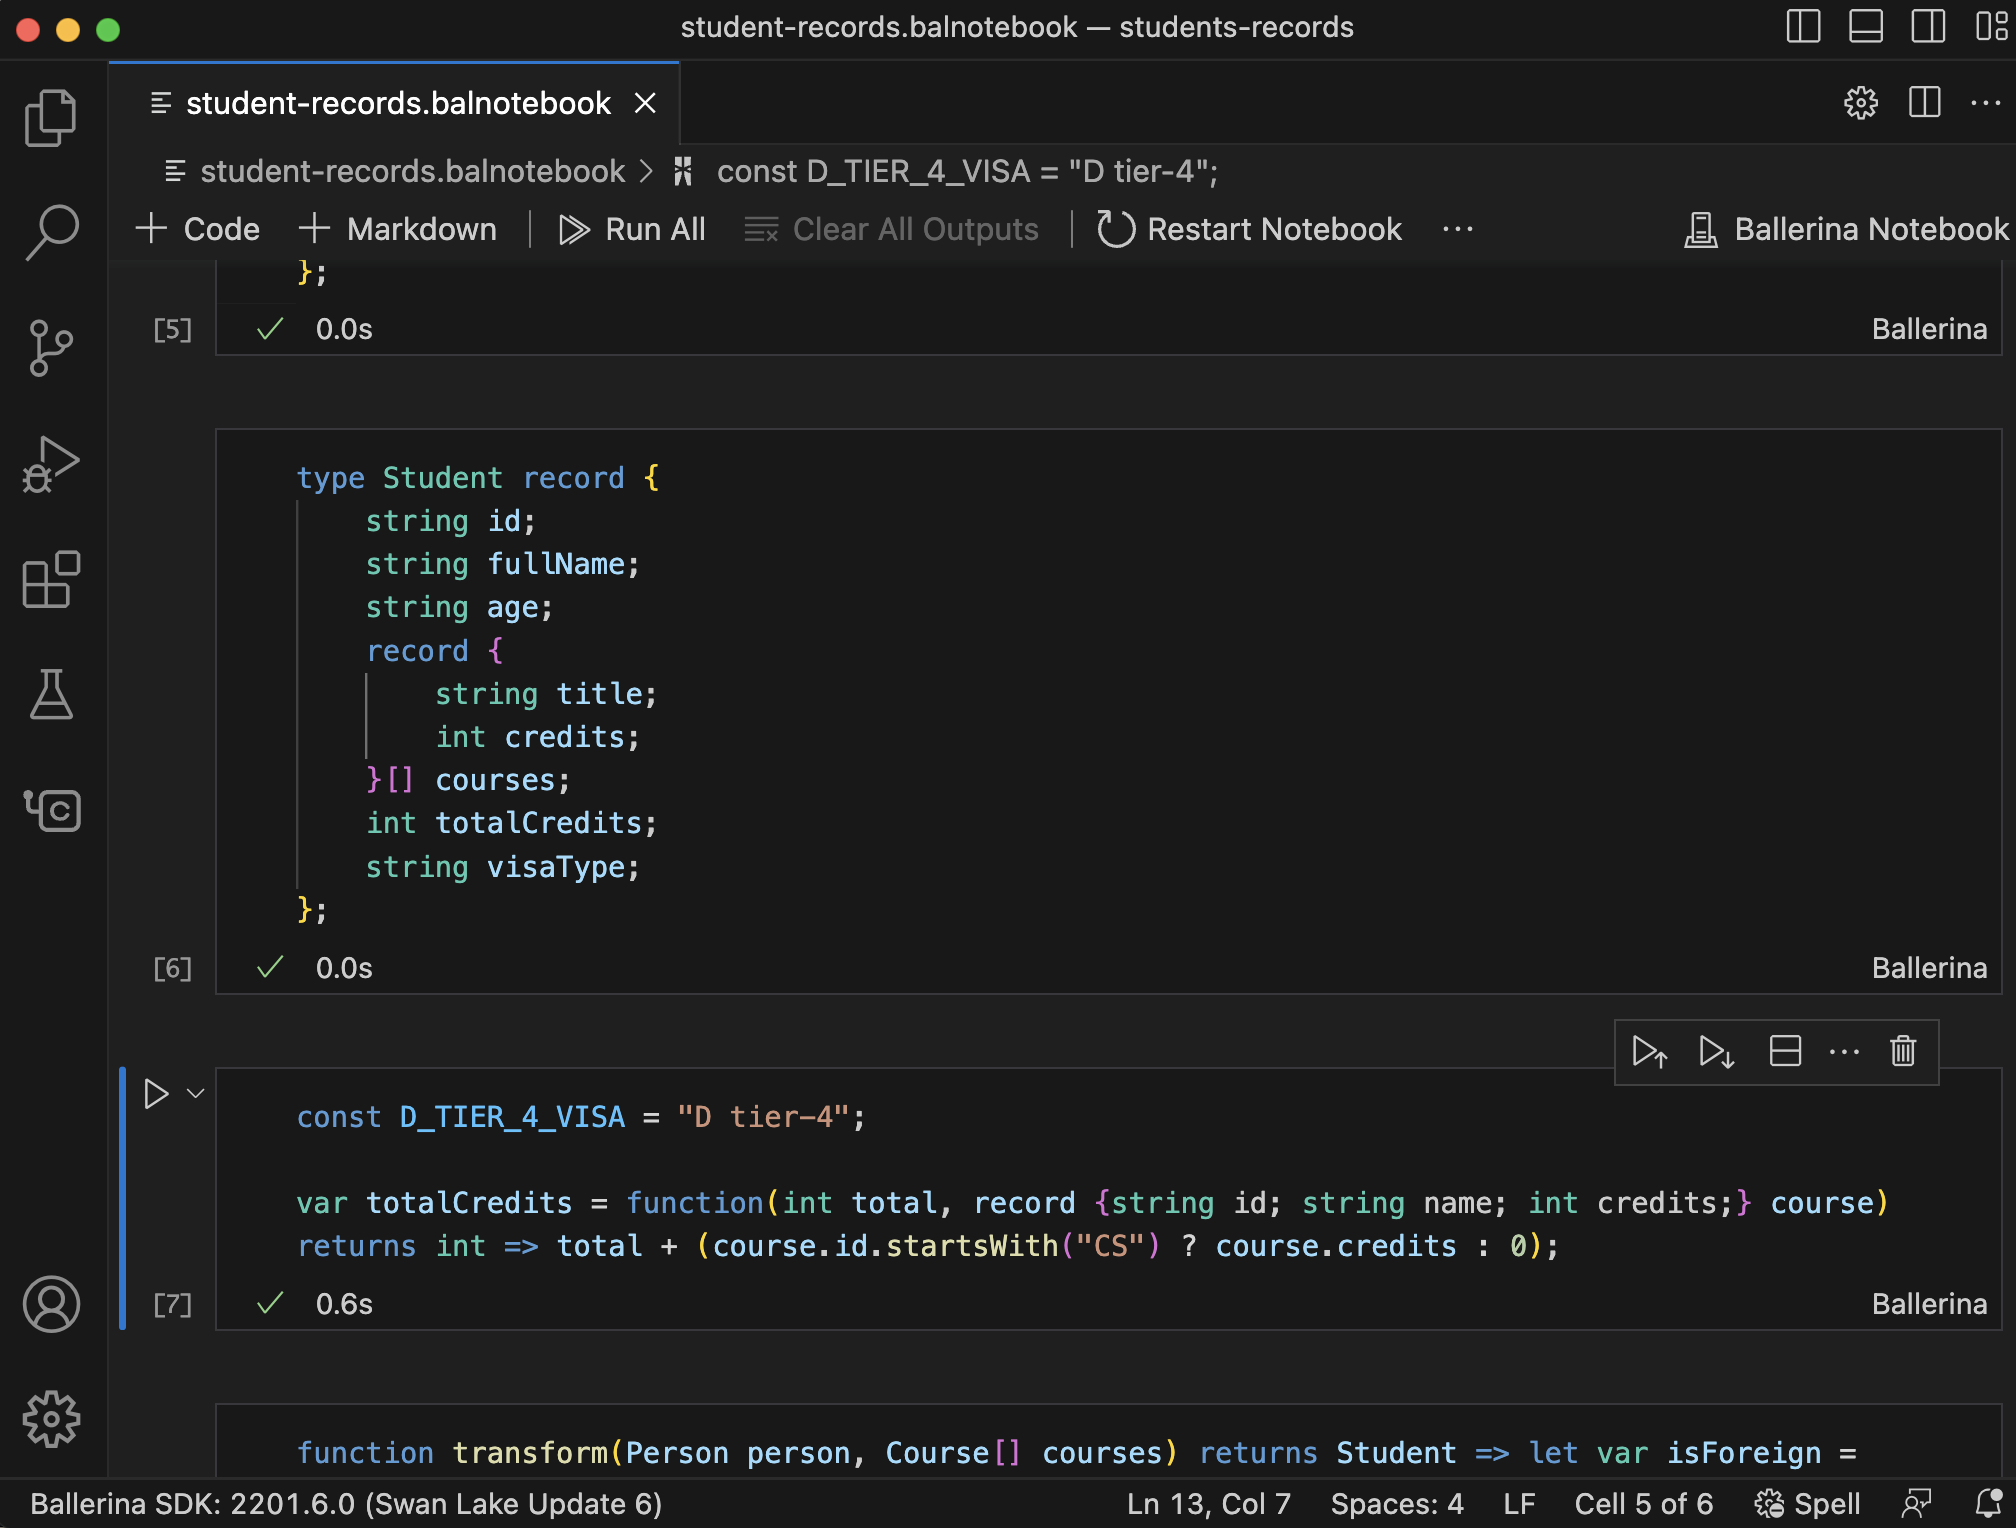 student-records.balnotebook — students-records
student-records.balnotebook
student-records.balnotebook > const D_TIER_4_VISA = "D tier-4";
Code Markdown Run All Clear All Outputs Restart Notebook ... Ballerina Notebook
};
[5] 0.0s Ballerina
type Student record {
string id;
string fullName;
string age;
record {
string title;
int credits;
}[] courses;
int totalCredits;
string visaType;
};
[6] 0.0s Ballerina
const D_TIER_4_VISA = "D tier-4";
var totalCredits = function(int total, record {string id; string name; int credits;} course)
returns int => total + (course.id.startsWith("CS") ? course.credits : 0);
[7] 0.6s Ballerina
function transform(Person person, Course[] courses) returns Student => let var isForeign =
Ballerina SDK: 2201.6.0 (Swan Lake Update 6) Ln 13, Col 7 Spaces: 4 LF Cell 5 of 6 Spell